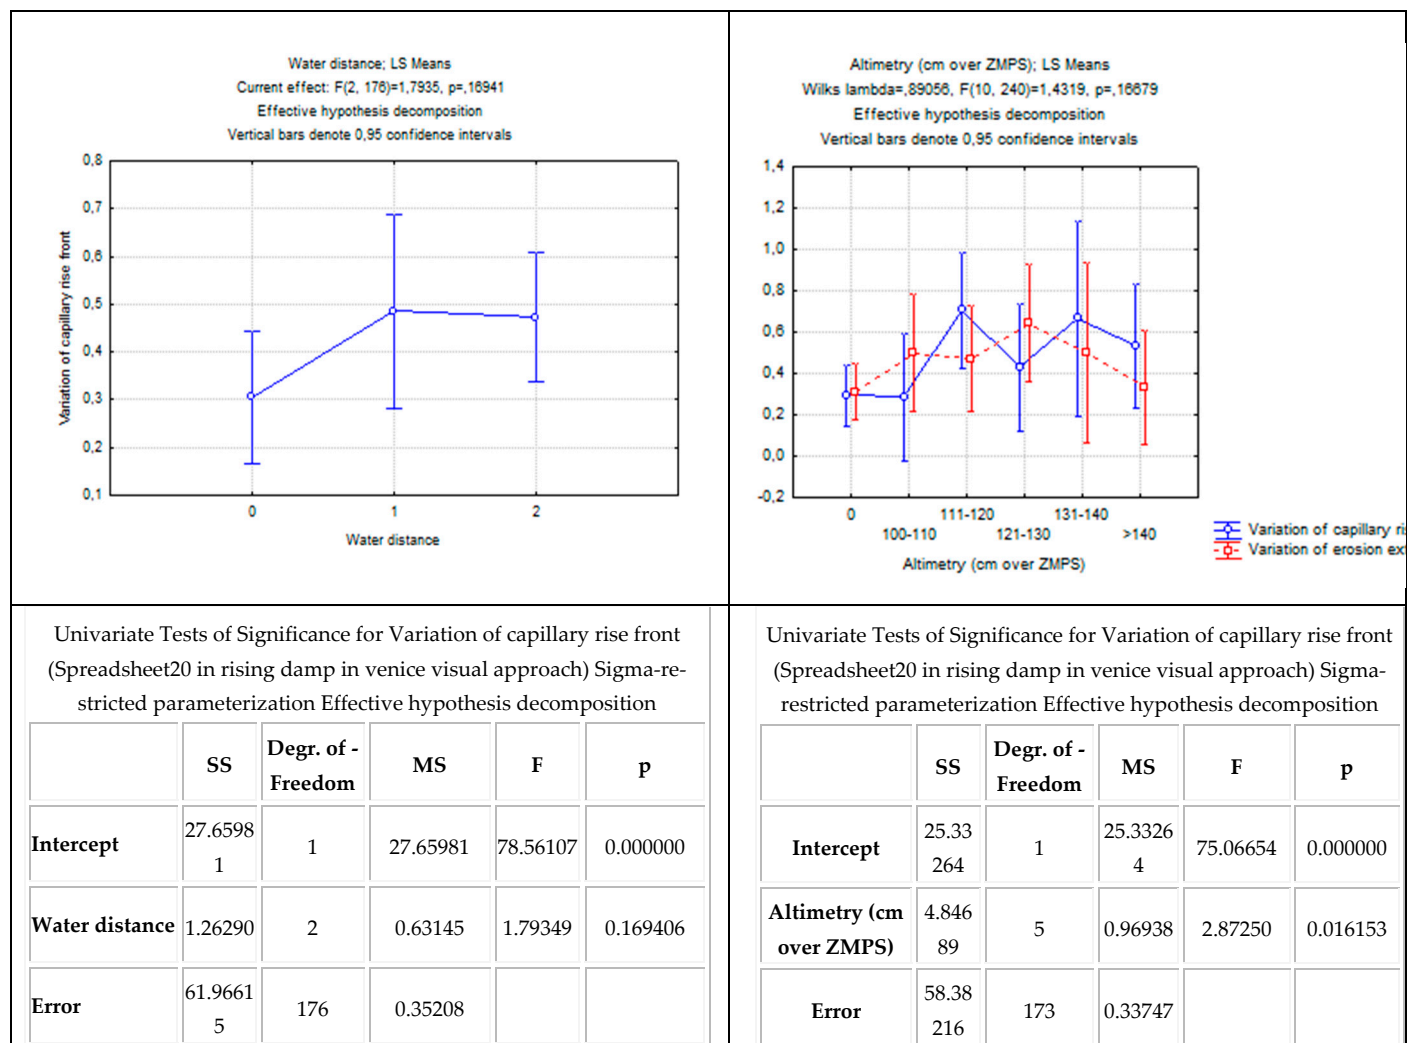 Water distance; LS Means
Current effect: F(2, 176)=1,7935, p=,16941
Effective hypothesis decomposition
Vertical bars denote 0,95 confidence intervals
0,8
0,7
0,6
0,5
0,4
0,3
0,2
0,1
Variation of capillary rise front
0 1 2
Water distance
Altimetry (cm over ZMPS); LS Means
Wilks lambda=,89056, F(10, 240)=1,4319, p=,16679
Effective hypothesis decomposition
Vertical bars denote 0,95 confidence intervals
1,4
1,2
1,0
0,8
0,6
0,4
0,2
0,0
-0,2
0 111-120 131-140
100-110 121-130 >140
Altimetry (cm over ZMPS)
Variation of capillary ri
Variation of erosion ext
Univariate Tests of Significance for Variation of capillary rise front
(Spreadsheet20 in rising damp in venice visual approach) Sigma-re-
stricted parameterization Effective hypothesis decomposition
SS Degr. of - MS F p
Freedom
Intercept 27.6598 1 27.65981 78.56107 0.000000
1
Water distance 1.26290 2 0.63145 1.79349 0.169406
Error 61.9661 176 0.35208
5
Univariate Tests of Significance for Variation of capillary rise front
(Spreadsheet20 in rising damp in venice visual approach) Sigma-
restricted parameterization Effective hypothesis decomposition
SS Degr. of - MS F p
Freedom
Intercept 25.33 1 25.3326 75.06654 0.000000
264 4
Altimetry (cm 4.846 5 0.96938 2.87250 0.016153
over ZMPS) 89
Error 58.38 173 0.33747
216